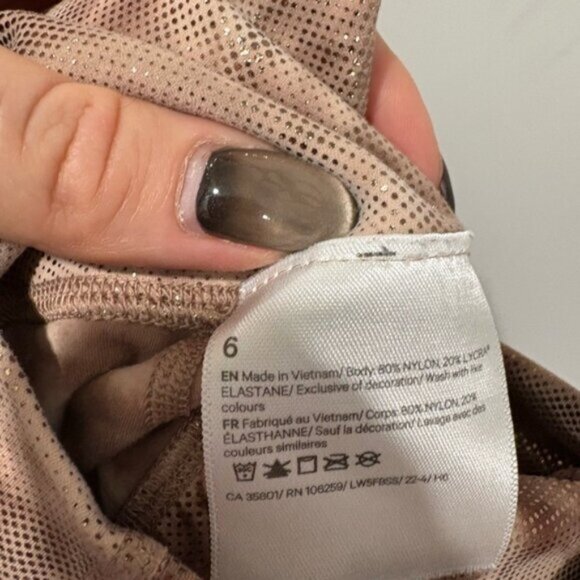 6
EN Made in Vietnam/ Body: 80% NYLON, 20% LYCRA®
ELASTANE/ Exclusive of decoration/ Wash with like
colours
FR Fabriqué au Vietnam/ Corps: 80% NYLON, 20%
ÉLASTHANNE/ Sauf la décoration/ Lavage avec des
couleurs similaires
CA 35801/ RN 106259/ LW5F9SS/ 22-4/ H6